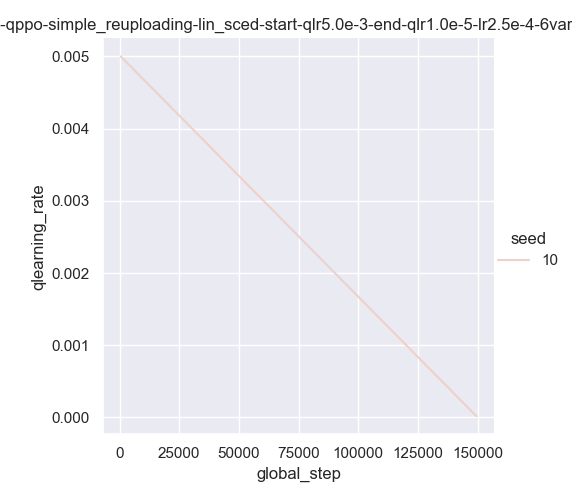 -qppo-simple_reuploading-lin_sced-start-qlr5.0e-3-end-qlr1.0e-5-lr2.5e-4-6var
0.005
0.004
0.003
0.002
0.001
0.000
qlearning_rate
0 25000 50000 75000 100000 125000 150000
global_step
seed
10